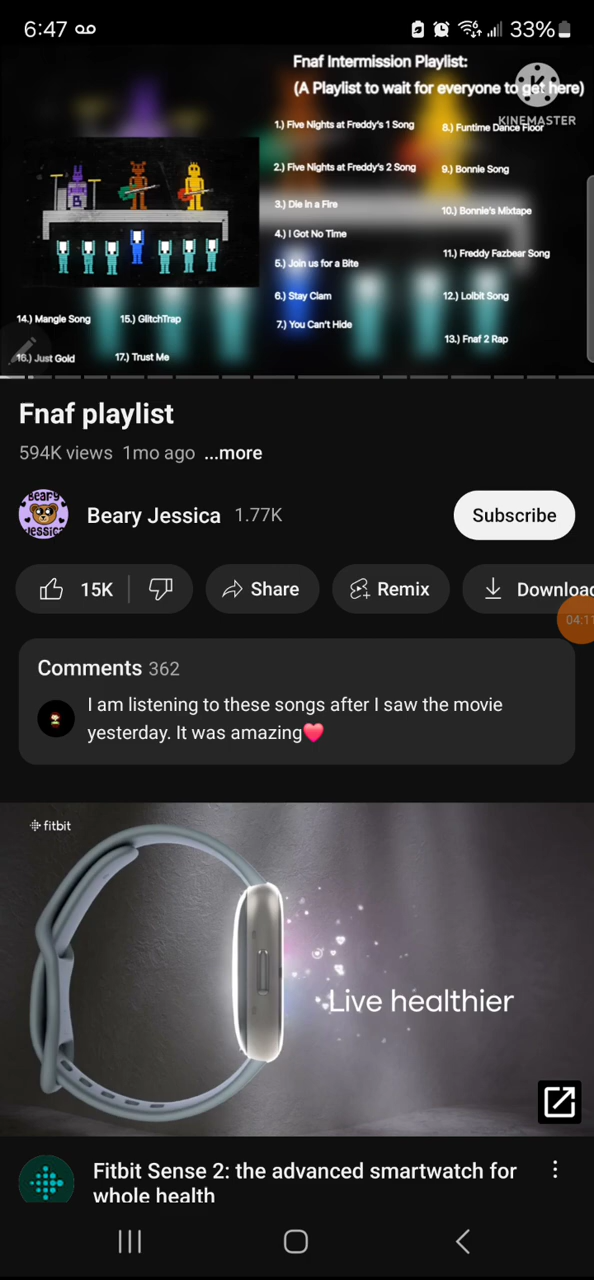 6:47
33%
Fnaf Intermission Playlist:
(A Playlist to wait for everyone to get here)
K
KINEMASTER
1.) Five Nights at Freddy's 1 Song
2.) Five Nights at Freddy's 2 Song
3.) Die in a Fire
4.) I Got No Time
5.) Join us for a Bite
6.) Stay Clam
7.) You Can't Hide
8.) Funtime Dance Floor
9.) Bonnie Song
10.) Bonnie's Mixtape
11.) Freddy Fazbear Song
12.) Lolbit Song
13.) Fnaf 2 Rap
14.) Mangle Song
15.) GlitchTrap
16.) Just Gold
17.) Trust Me
B
Fnaf playlist
594K views 1mo ago ...more
Beary Jessica
Beary Jessica 1.77K
Subscribe
15K
Share
Remix
Downloa
04:11
Comments 362
I am listening to these songs after I saw the movie
yesterday. It was amazing❤️
fitbit
Live healthier
Fitbit Sense 2: the advanced smartwatch for
whole health